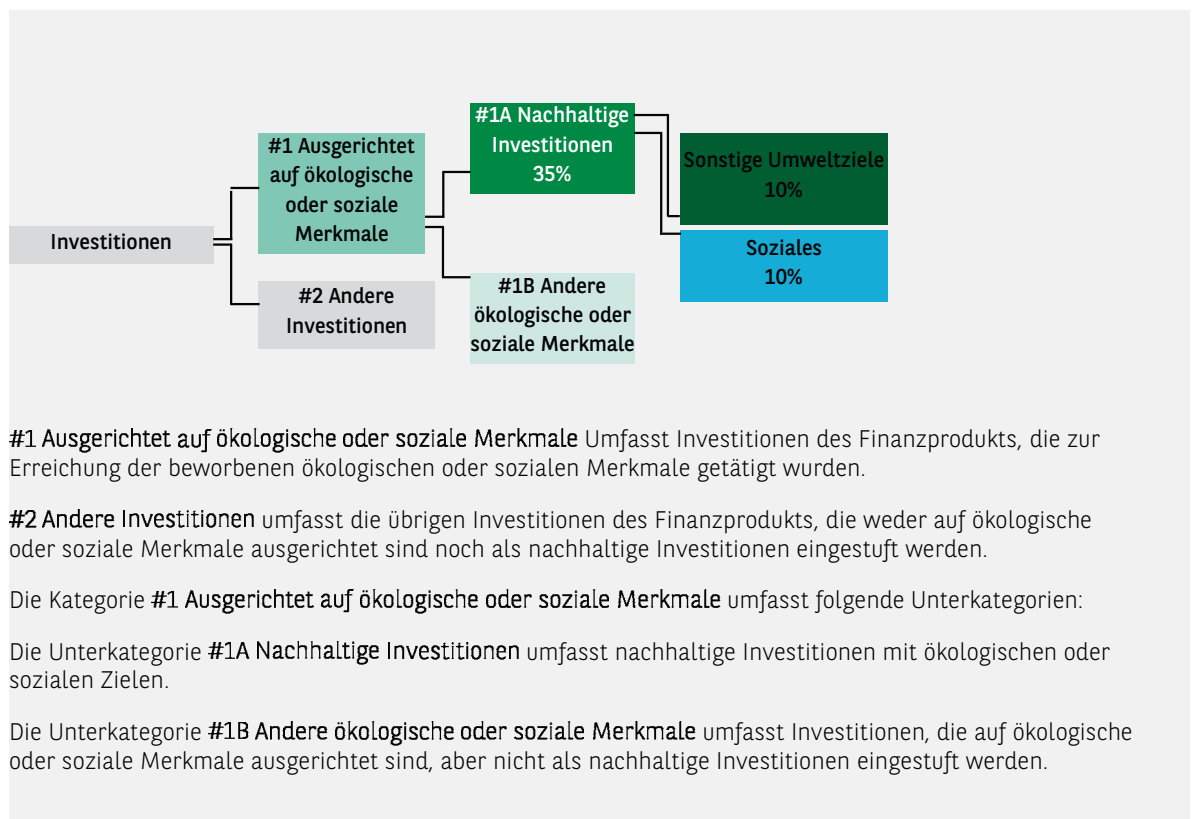 #1A Nachhaltige
Investitionen
35%
#1 Ausgerichtet
auf ökologische
oder soziale
Merkmale
Sonstige Umweltziele
10%
Investitionen
Soziales
10%
#2 Andere
Investitionen
#1B Andere
ökologische oder
soziale Merkmale
#1 Ausgerichtet auf ökologische oder soziale Merkmale Umfasst Investitionen des Finanzprodukts, die zur
Erreichung der beworbenen ökologischen oder sozialen Merkmale getätigt wurden.
#2 Andere Investitionen umfasst die übrigen Investitionen des Finanzprodukts, die weder auf ökologische
oder soziale Merkmale ausgerichtet sind noch als nachhaltige Investitionen eingestuft werden.
Die Kategorie #1 Ausgerichtet auf ökologische oder soziale Merkmale umfasst folgende Unterkategorien:
Die Unterkategorie #1A Nachhaltige Investitionen umfasst nachhaltige Investitionen mit ökologischen oder
sozialen Zielen.
Die Unterkategorie #1B Andere ökologische oder soziale Merkmale umfasst Investitionen, die auf ökologische
oder soziale Merkmale ausgerichtet sind, aber nicht als nachhaltige Investitionen eingestuft werden.